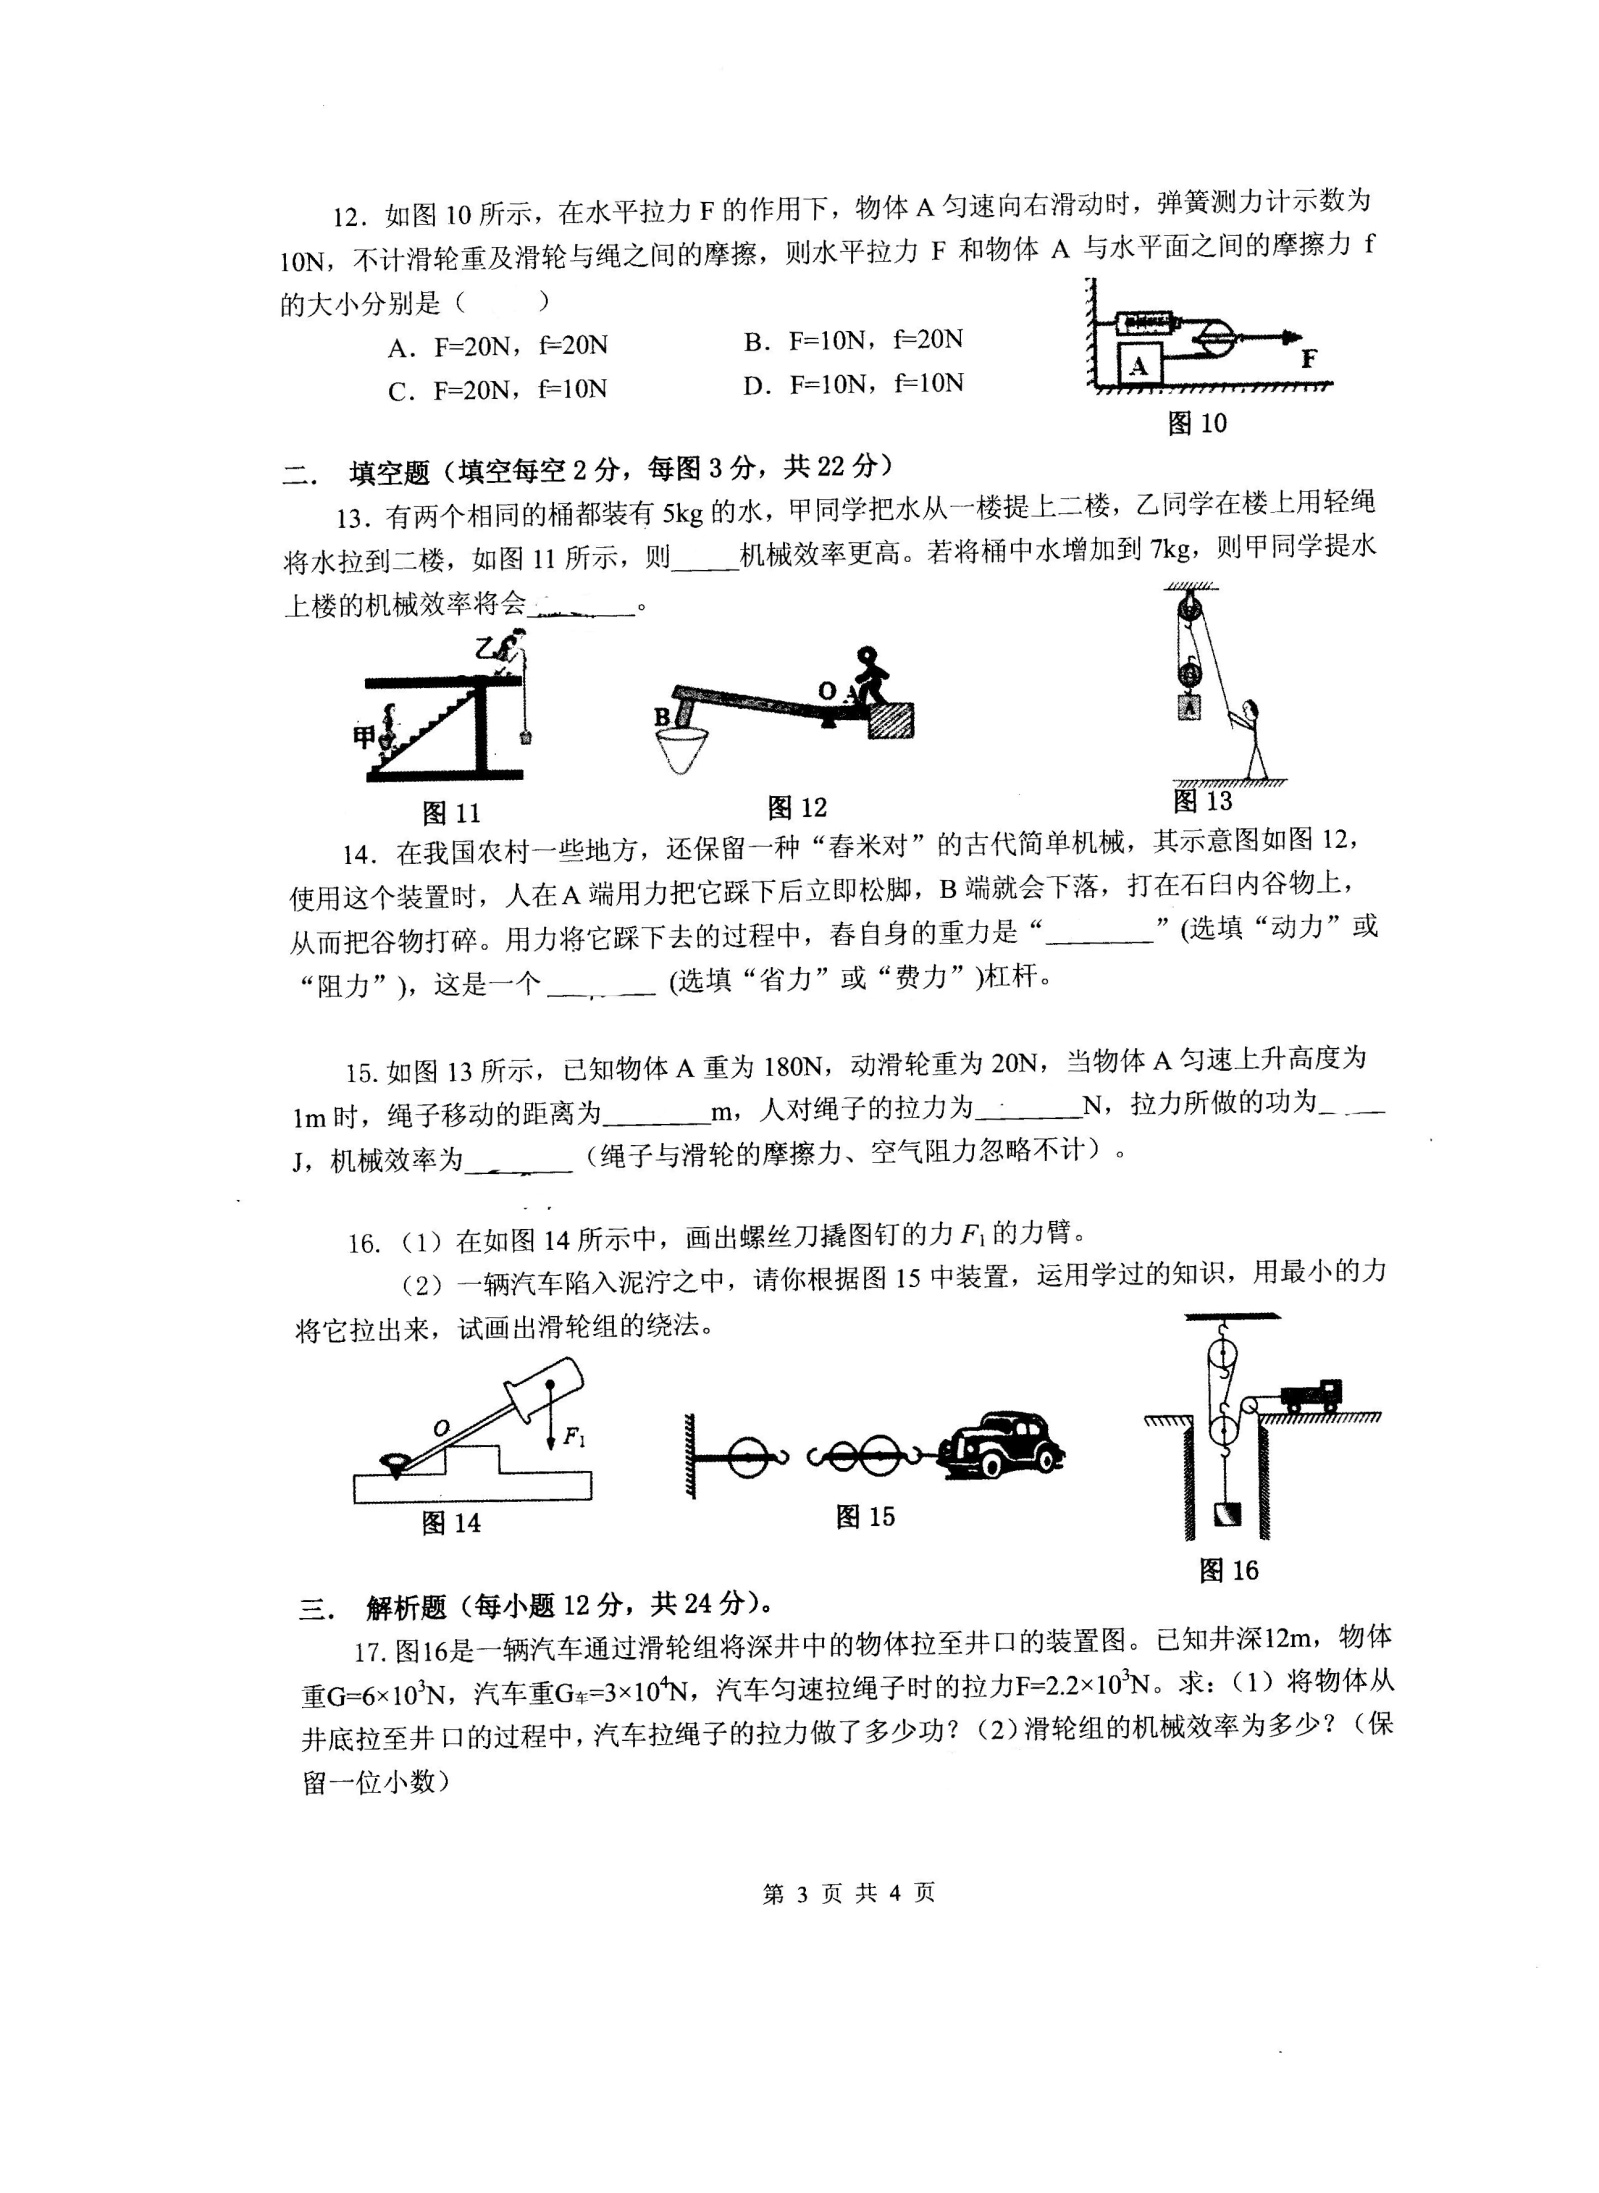 12．如图 10 所示，在水平拉力 F 的作用下，物体 A 匀速向右滑动时，弹簧测力计示数为
10N，不计滑轮重及滑轮与绳之间的摩擦，则水平拉力 F 和物体 A 与水平面之间的摩擦力 f
的大小分别是（ ）
A．F=20N，f=20N B．F=10N，f=20N
C．F=20N，f=10N D．F=10N，f=10N
A F
图 10
二． 填空题（填空每空 2 分，每图 3 分，共 22 分）
13．有两个相同的桶都装有 5kg 的水，甲同学把水从一楼提上二楼，乙同学在楼上用轻绳
将水拉到二楼，如图 11 所示，则_____机械效率更高。若将桶中水增加到 7kg，则甲同学提水
上楼的机械效率将会________。
乙
甲
B O A
A
图 11 图 12 图 13
14．在我国农村一些地方，还保留一种“舂米对”的古代简单机械，其示意图如图 12，
使用这个装置时，人在 A 端用力把它踩下后立即松脚，B 端就会下落，打在石臼内谷物上，
从而把谷物打碎。用力将它踩下去的过程中，舂自身的重力是“________”(选填“动力”或
“阻力”)，这是一个________ (选填“省力”或“费力”)杠杆。
15. 如图 13 所示，已知物体 A 重为 180N，动滑轮重为 20N，当物体 A 匀速上升高度为
1m 时，绳子移动的距离为________m，人对绳子的拉力为________N，拉力所做的功为_____
J，机械效率为________（绳子与滑轮的摩擦力、空气阻力忽略不计）。
16.（1）在如图 14 所示中，画出螺丝刀撬图钉的力 F₁ 的力臂。
（2）一辆汽车陷入泥泞之中，请你根据图 15 中装置，运用学过的知识，用最小的力
将它拉出来，试画出滑轮组的绕法。
O F₁
图 14 图 15 图 16
三． 解析题（每小题 12 分，共 24 分）。
17. 图16是一辆汽车通过滑轮组将深井中的物体拉至井口的装置图。已知井深12m，物体
重G=6×10³N，汽车重G车=3×10⁴N，汽车匀速拉绳子时的拉力F=2.2×10³N。求：（1）将物体从
井底拉至井口的过程中，汽车拉绳子的拉力做了多少功？（2）滑轮组的机械效率为多少？（保
留一位小数）
第 3 页 共 4 页